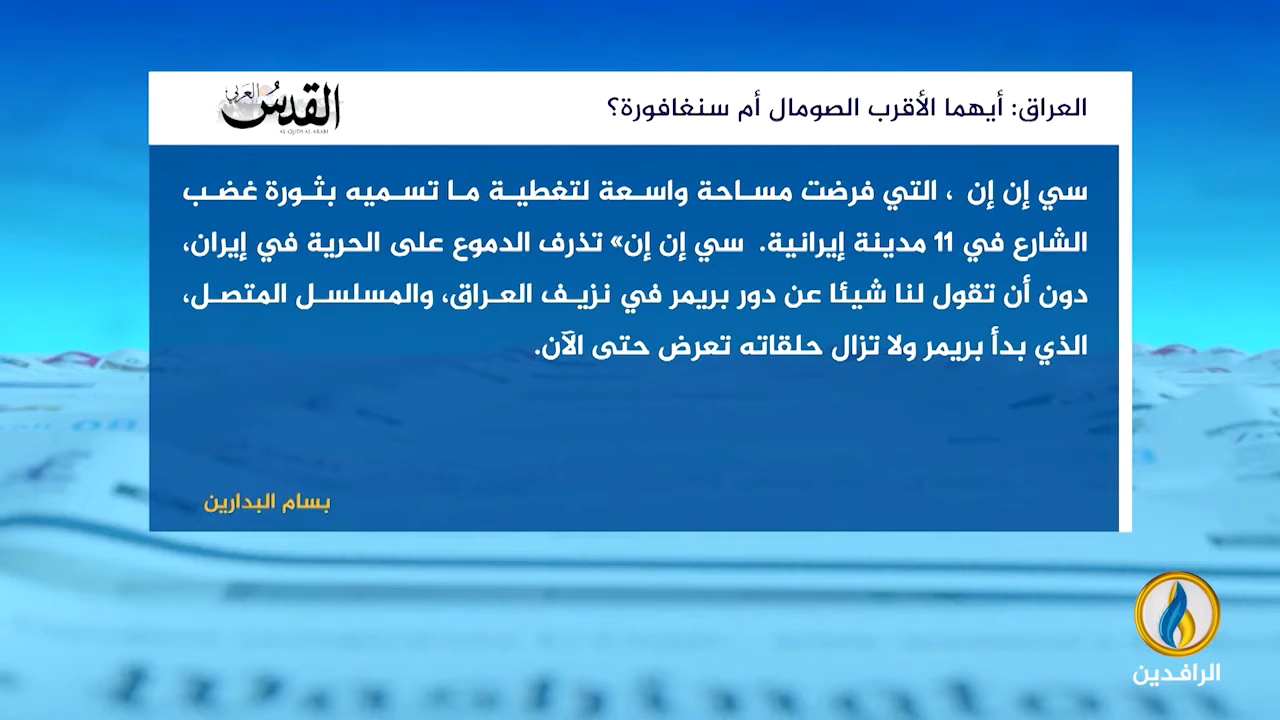 العراق: أيهما الأقرب الصومال أم سنغافورة؟
القدس العربي
AL-QUDS AL-ARABI
سي إن إن ، التي فرضت مساحة واسعة لتغطية ما تسميه بثورة غضب
الشارع في 11 مدينة إيرانية. سي إن إن» تذرف الدموع على الحرية في إيران،
دون أن تقول لنا شيئا عن دور بريمر في نزيف العراق، والمسلسل المتصل،
الذي بدأ بريمر ولا تزال حلقاته تعرض حتى الآن.
بسام البدارين
الرافدين